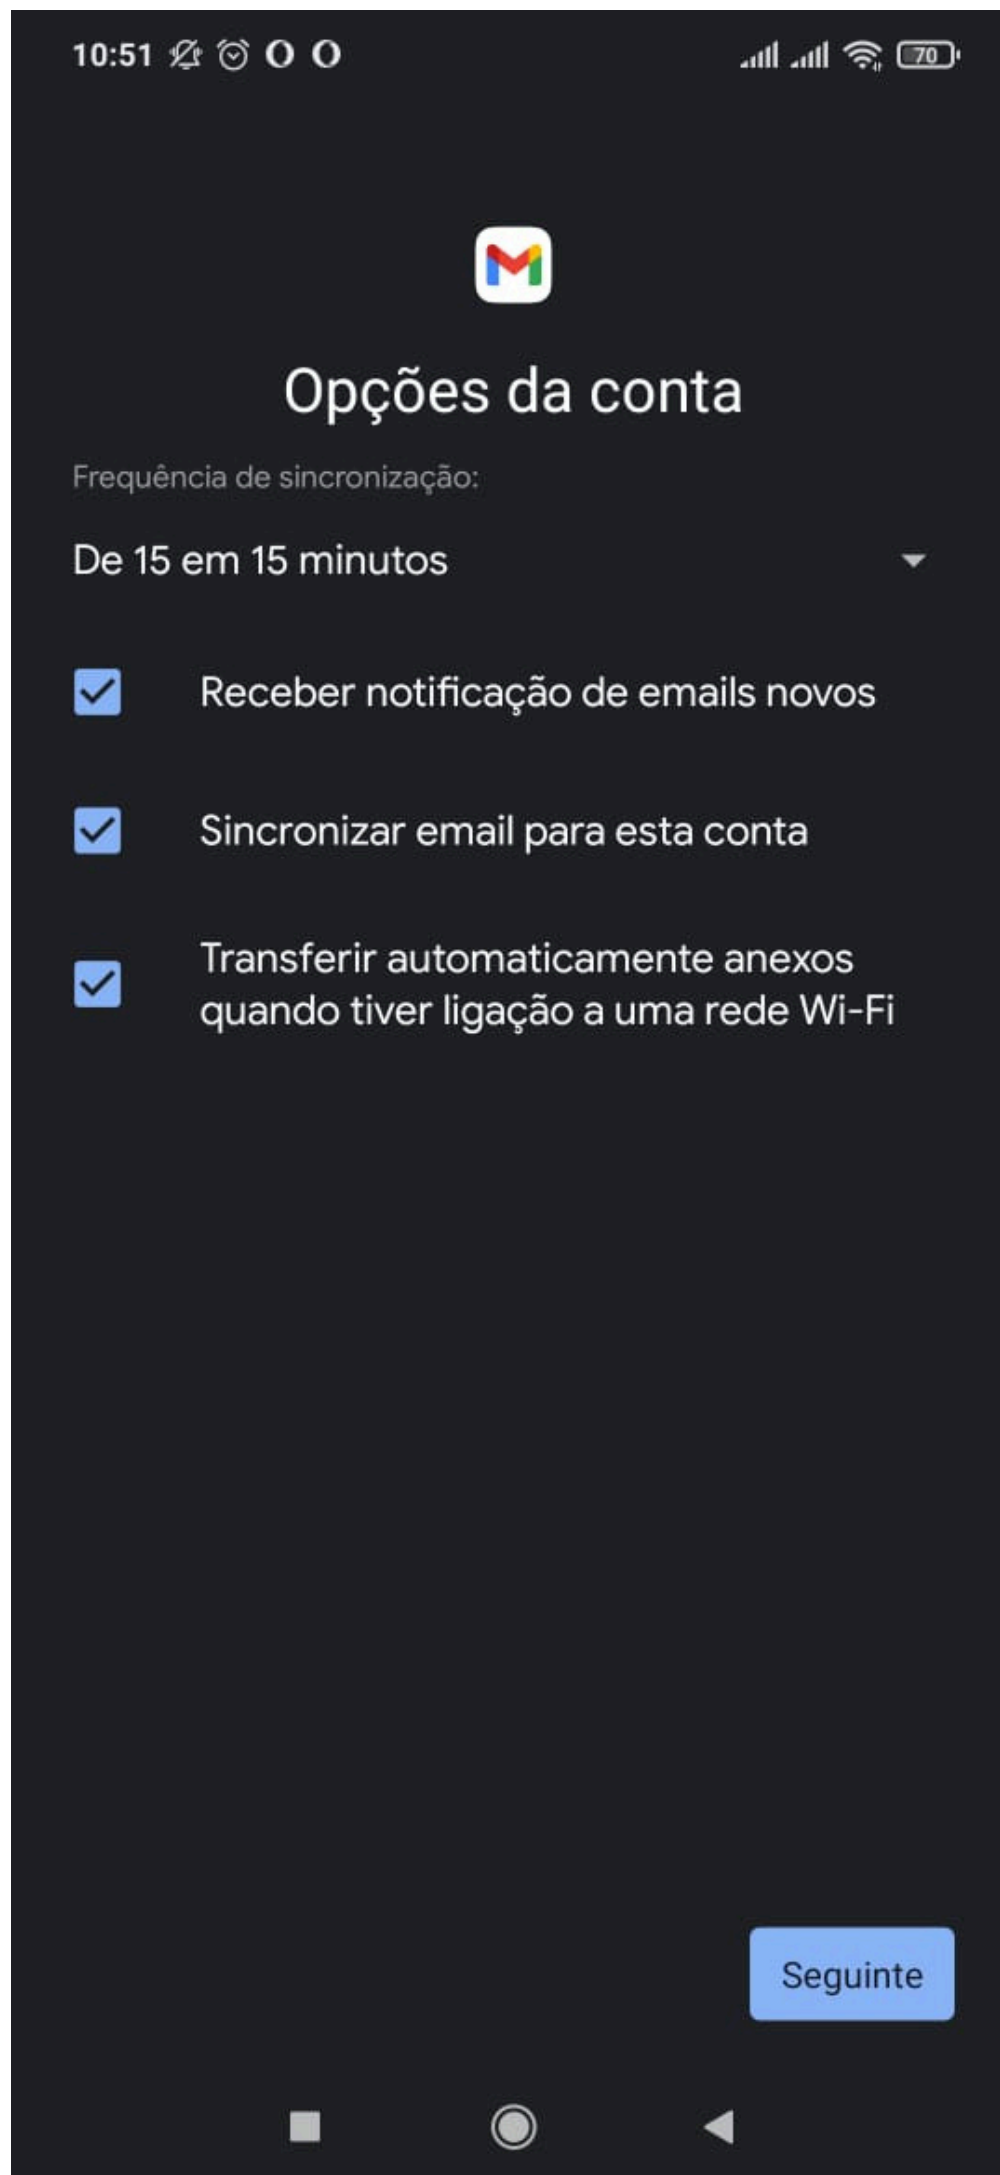 10:51
70
Opções da conta
Frequência de sincronização:
De 15 em 15 minutos
Receber notificação de emails novos
Sincronizar email para esta conta
Transferir automaticamente anexos
quando tiver ligação a uma rede Wi-Fi
Seguinte